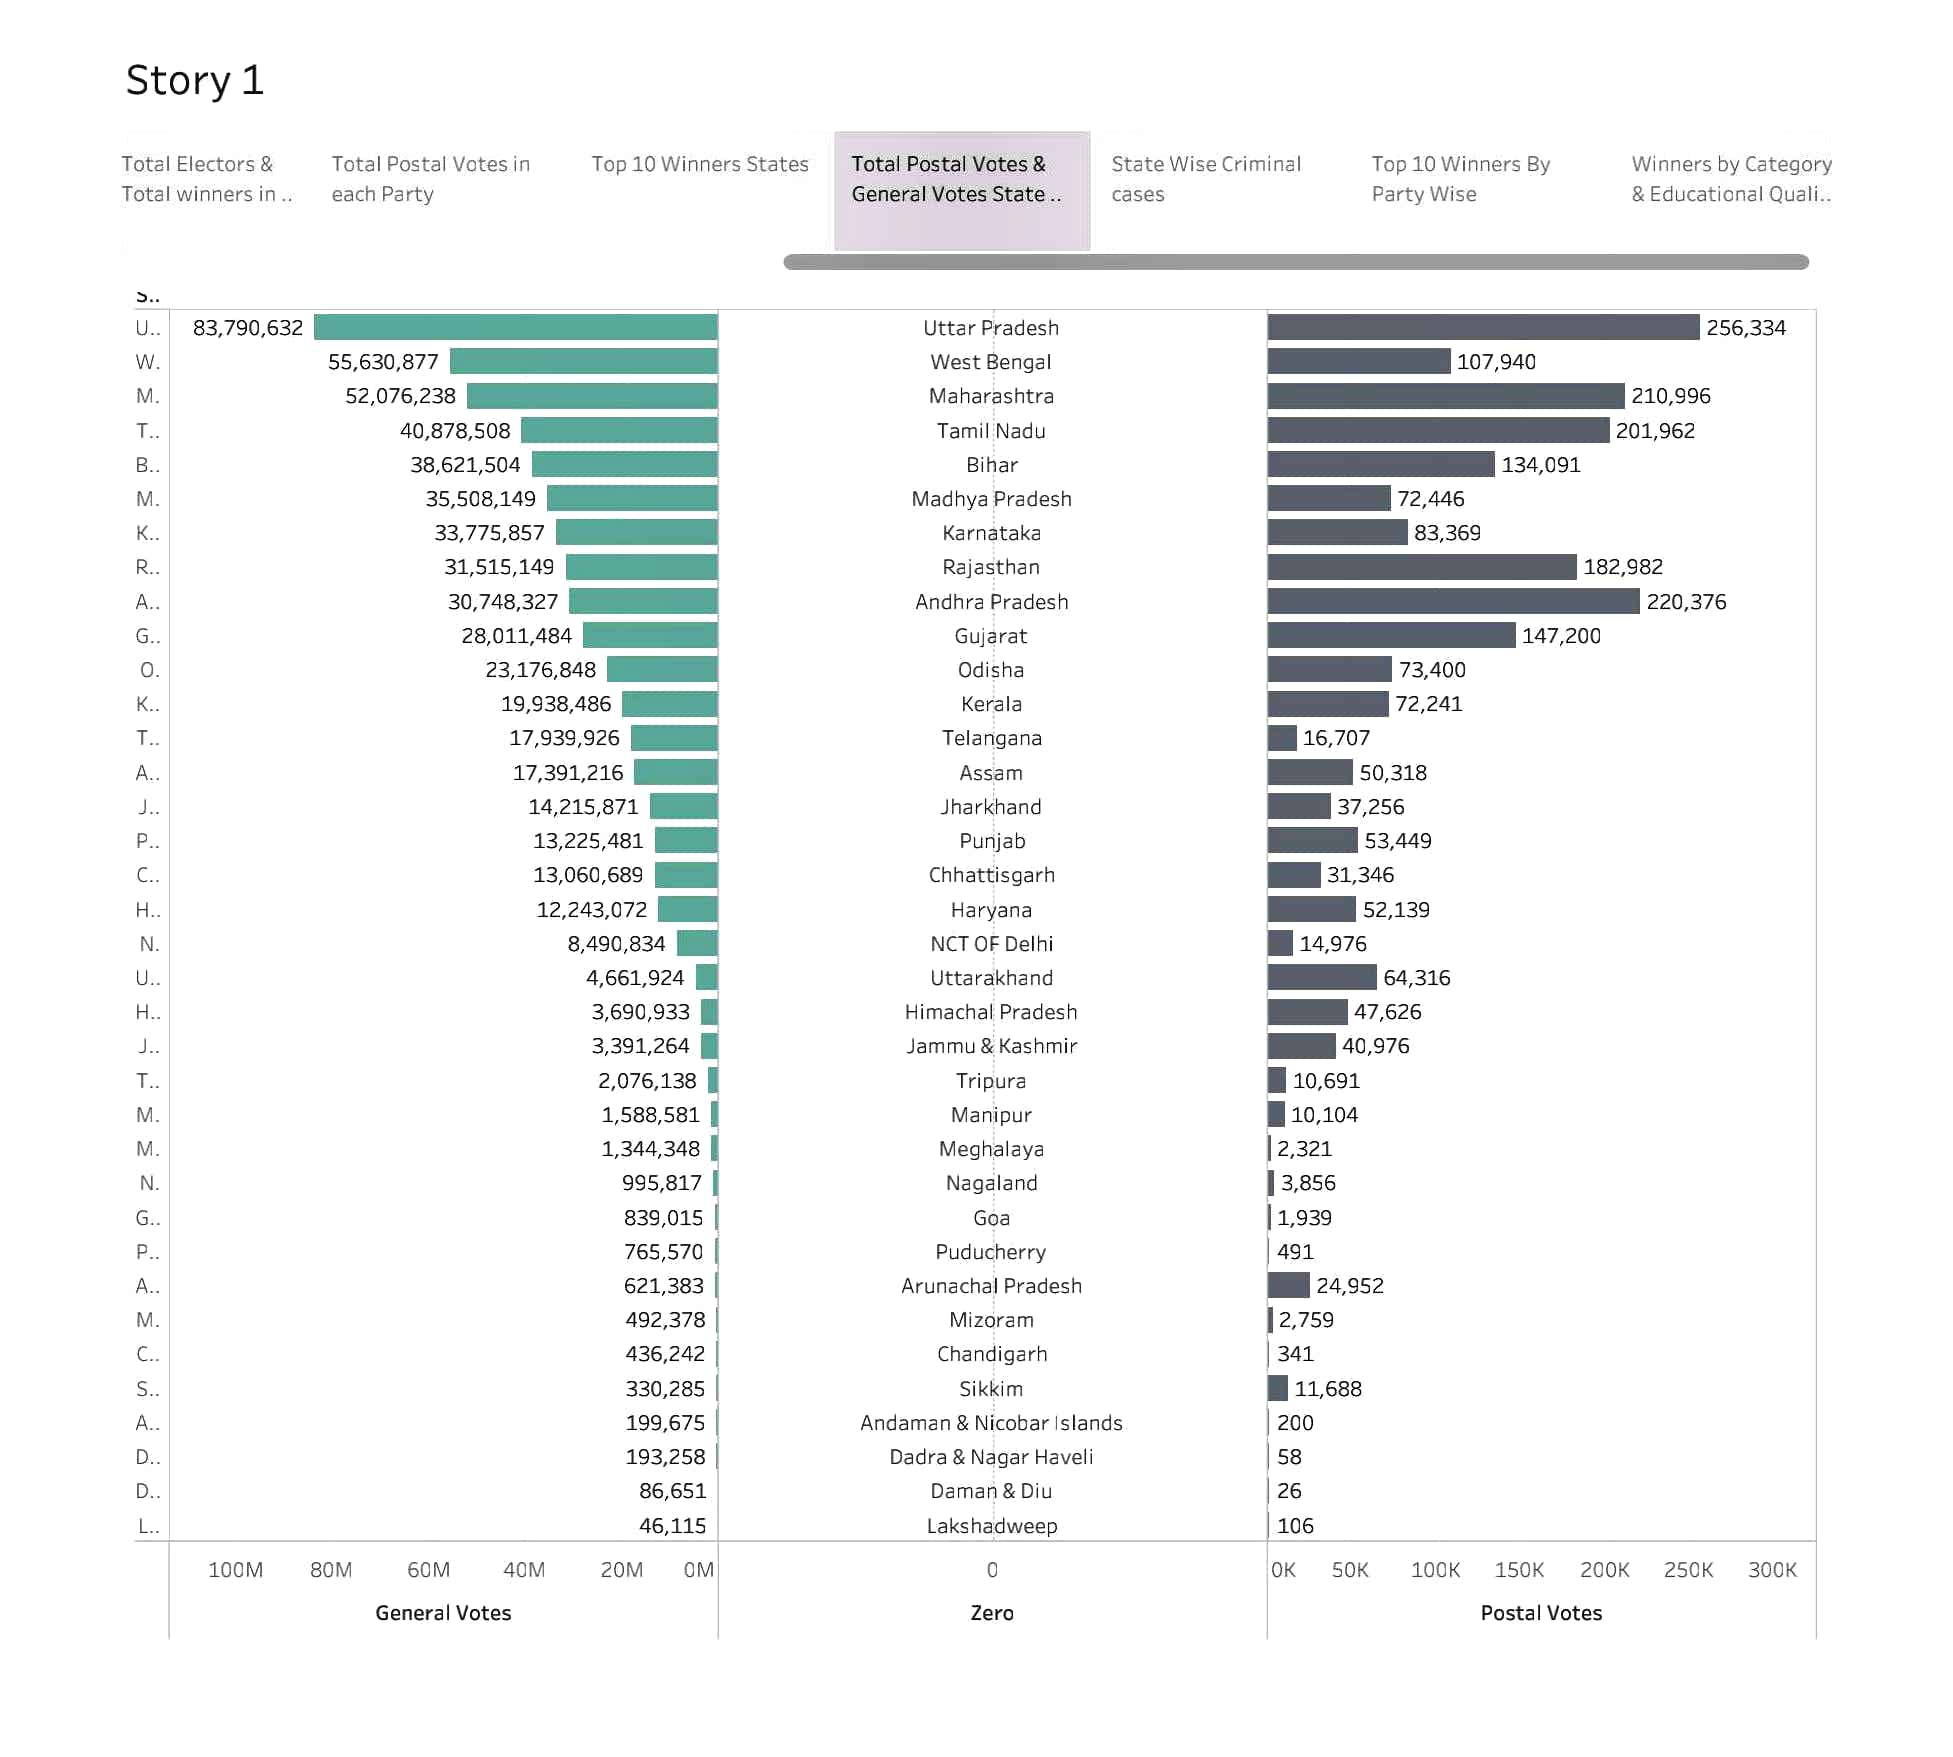 Story 1
Total Electors &
Total winners in ..
Total Postal Votes in
each Party
Top 10 Winners States
Total Postal Votes &
General Votes State ..
State Wise Criminal
cases
Top 10 Winners By
Party Wise
Winners by Category
& Educational Quali..
S..
U.. 83,790,632 Uttar Pradesh 256,334
W. 55,630,877 West Bengal 107,940
M. 52,076,238 Maharashtra 210,996
T.. 40,878,508 Tamil Nadu 201,962
B.. 38,621,504 Bihar 134,091
M. 35,508,149 Madhya Pradesh 72,446
K.. 33,775,857 Karnataka 83,369
R.. 31,515,149 Rajasthan 182,982
A.. 30,748,327 Andhra Pradesh 220,376
G.. 28,011,484 Gujarat 147,200
O. 23,176,848 Odisha 73,400
K.. 19,938,486 Kerala 72,241
T.. 17,939,926 Telangana 16,707
A.. 17,391,216 Assam 50,318
J.. 14,215,871 Jharkhand 37,256
P.. 13,225,481 Punjab 53,449
C.. 13,060,689 Chhattisgarh 31,346
H.. 12,243,072 Haryana 52,139
N. 8,490,834 NCT OF Delhi 14,976
U.. 4,661,924 Uttarakhand 64,316
H.. 3,690,933 Himachal Pradesh 47,626
J.. 3,391,264 Jammu & Kashmir 40,976
T.. 2,076,138 Tripura 10,691
M. 1,588,581 Manipur 10,104
M. 1,344,348 Meghalaya 2,321
N. 995,817 Nagaland 3,856
G.. 839,015 Goa 1,939
P.. 765,570 Puducherry 491
A.. 621,383 Arunachal Pradesh 24,952
M. 492,378 Mizoram 2,759
C.. 436,242 Chandigarh 341
S.. 330,285 Sikkim 11,688
A.. 199,675 Andaman & Nicobar Islands 200
D.. 193,258 Dadra & Nagar Haveli 58
D.. 86,651 Daman & Diu 26
L.. 46,115 Lakshadweep 106
100M 80M 60M 40M 20M 0M 0 0K 50K 100K 150K 200K 250K 300K
General Votes Zero Postal Votes